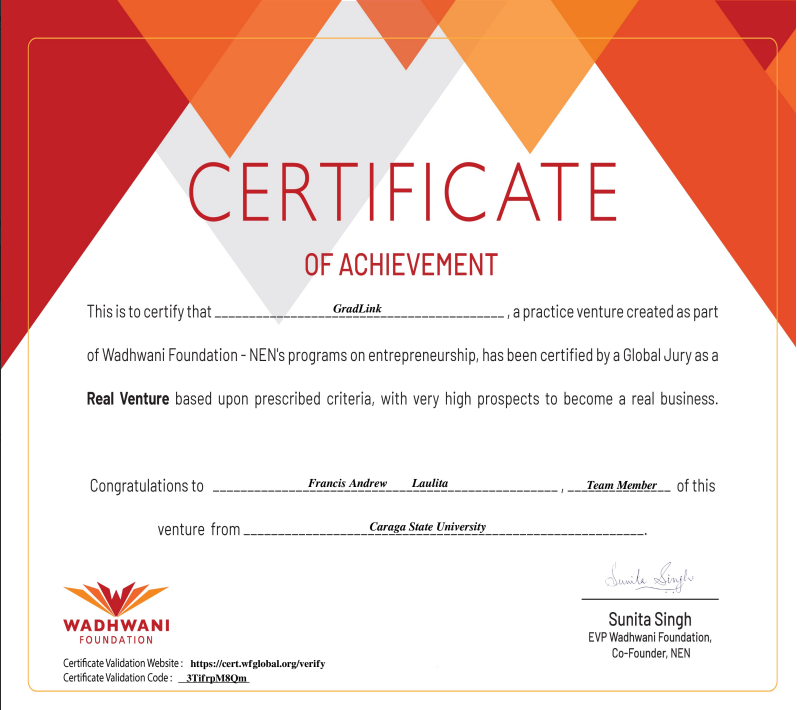 CERTIFICATE
OF ACHIEVEMENT
This is to certify that GradLink, a practice venture created as part
of Wadhwani Foundation - NEN's programs on entrepreneurship, has been certified by a Global Jury as a
Real Venture based upon prescribed criteria, with very high prospects to become a real business.
Congratulations to Francis Andrew Laulita, Team Member of this
venture from Caraga State University.
Sunita Singh
WADHWANI
FOUNDATION
Sunita Singh
EVP Wadhwani Foundation,
Co-Founder, NEN
Certificate Validation Website : https://cert.wfglobal.org/verify
Certificate Validation Code : 3TifrpM8Qm